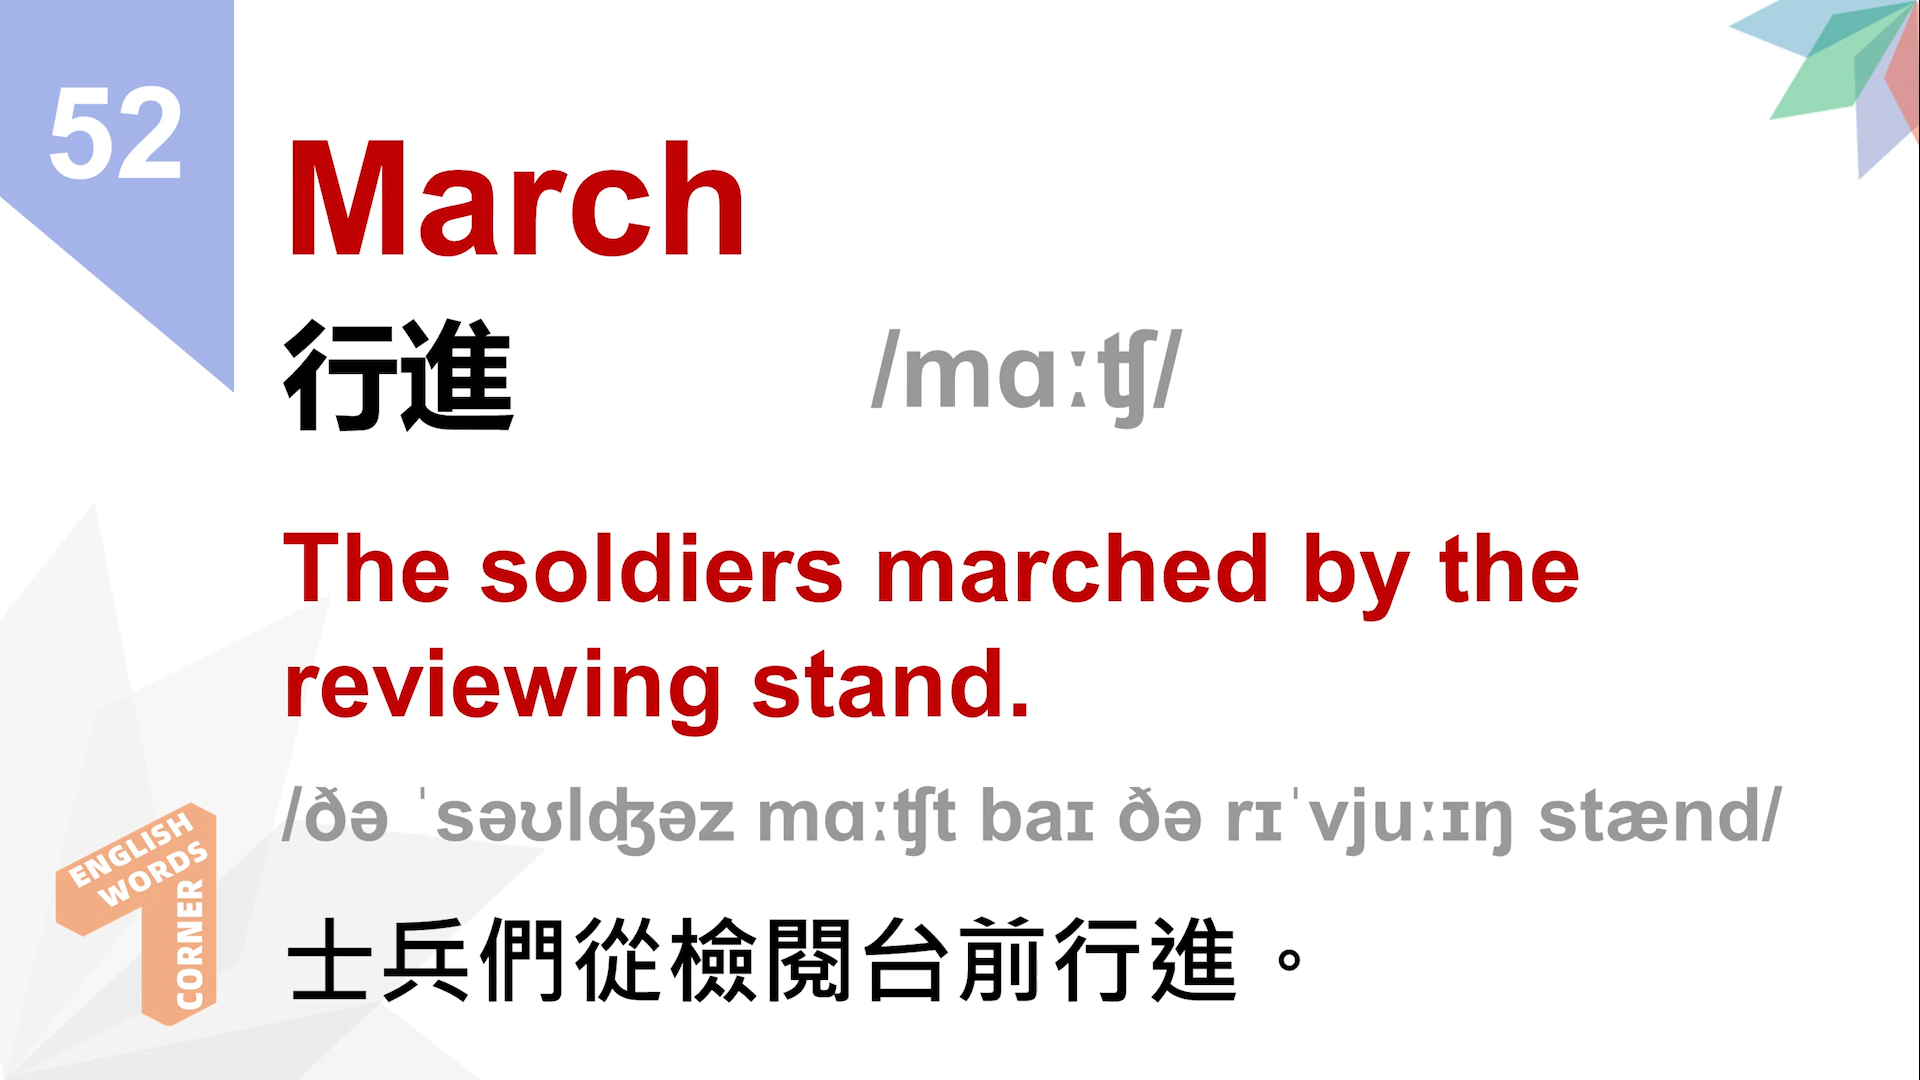 52
March
行進
/mɑːʧ/
The soldiers marched by the
reviewing stand.
/ðə ˈsəʊlʤəz mɑːʧt baɪ ðə rɪˈvjuːɪŋ stænd/
士兵們從檢閱台前行進。
ENGLISH
WORDS
CORNER